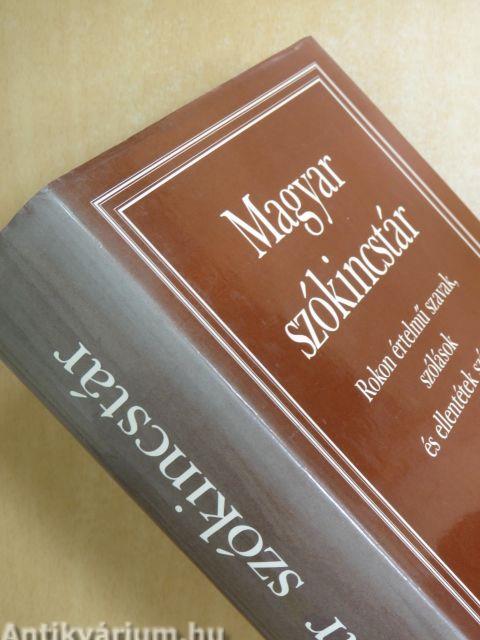 Magyar
szókincstár
Rokon értelmű szavak,
szólások
és ellentétek
szókincstár
Antikvárium.hu